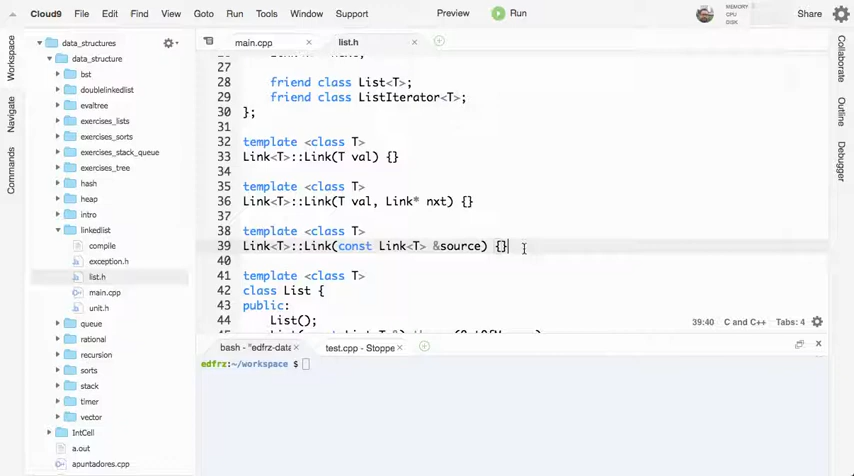 Cloud9 File Edit Find View Goto Run Tools Window Support Preview Run MEMORY CPU DISK Share
Workspace
Navigate
Commands
data_structures
data_structure
bst
doublelinkedlist
evaltree
exercises_lists
exercises_sorts
exercises_stack_queue
exercises_tree
hash
heap
intro
linkedlist
compile
exception.h
list.h
main.cpp
unit.h
queue
rational
recursion
sorts
stack
timer
vector
IntCell
a.out
apuntadores.cpp
main.cpp × list.h ×
27
28 friend class List<T>;
29 friend class ListIterator<T>;
30 };
31
32 template <class T>
33 Link<T>::Link(T val) {}
34
35 template <class T>
36 Link<T>::Link(T val, Link* nxt) {}
37
38 template <class T>
39 Link<T>::Link(const Link<T> &source) {}
40
41 template <class T>
42 class List {
43 public:
44 List();
39:40 C and C++ Tabs: 4
bash - "edfrz-data × test.cpp - Stoppe ×
edfrz:~/workspace $
Collaborate
Outline
Debugger